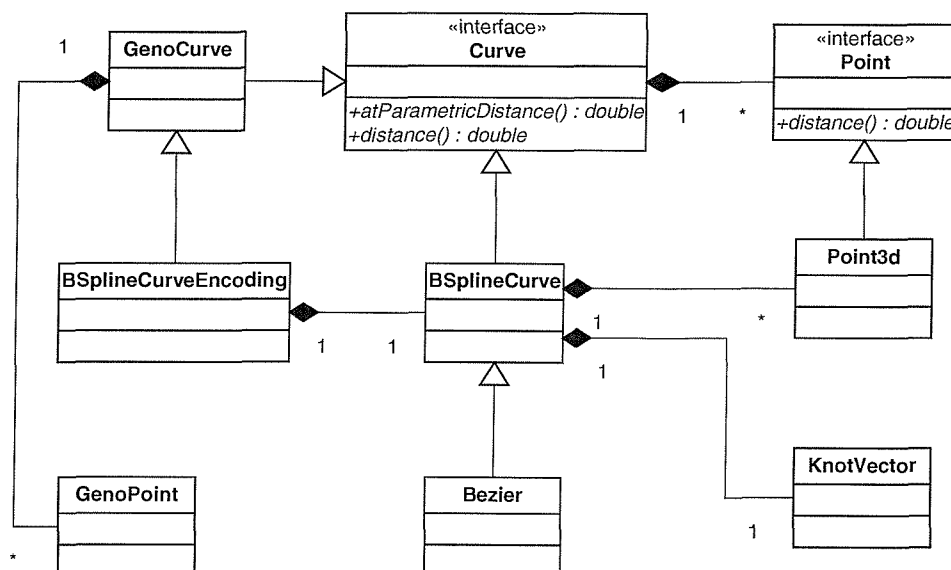 1
GenoCurve
«interface»
Curve
+atParametricDistance() : double
+distance() : double
1
*
«interface»
Point
+distance() : double
BSplineCurveEncoding
1
1
BSplineCurve
1
*
1
Point3d
GenoPoint
*
Bezier
KnotVector
1